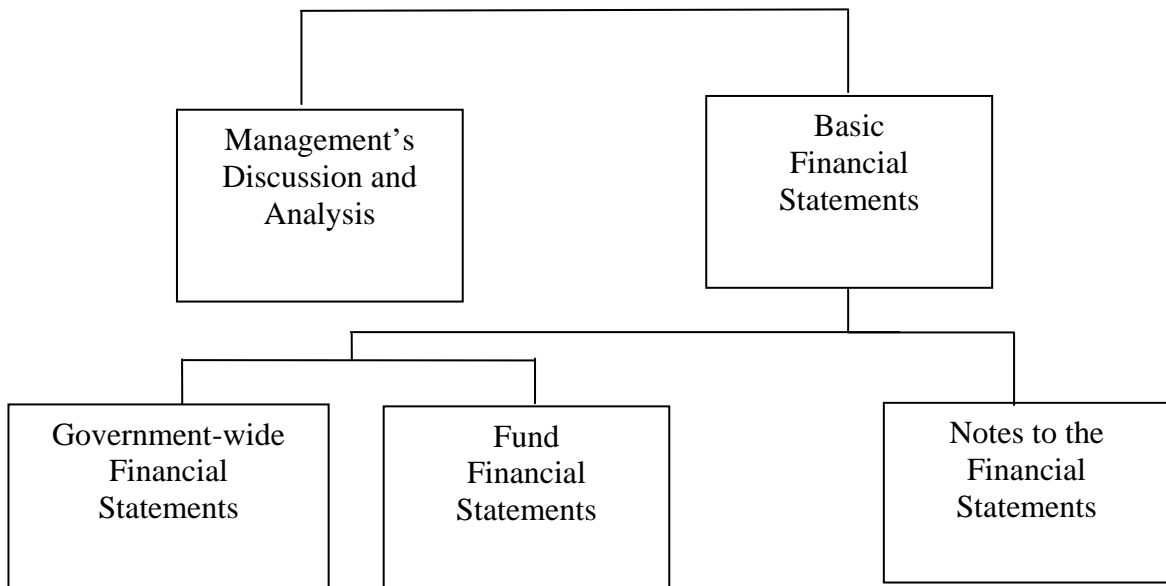 Management’s
Discussion and
Analysis
Basic
Financial
Statements
Government-wide
Financial
Statements
Fund
Financial
Statements
Notes to the
Financial
Statements